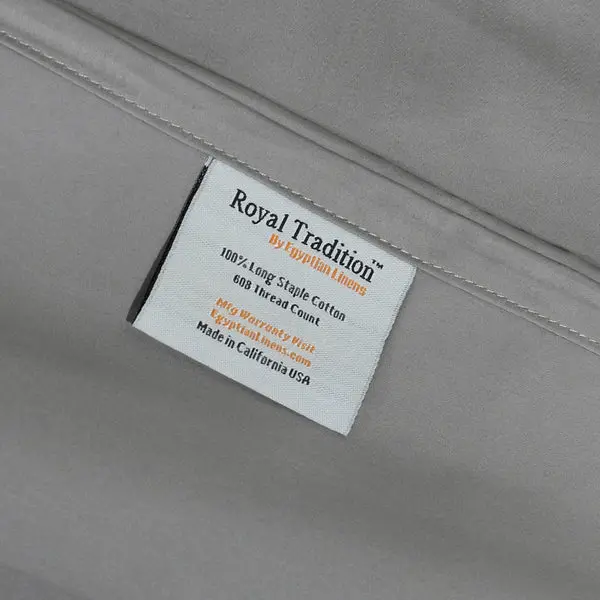 Royal Tradition™
By Egyptian Linens
100% Long Staple Cotton
608 Thread Count
Mfg Warranty Visit
EgyptianLinens.com
Made in California USA